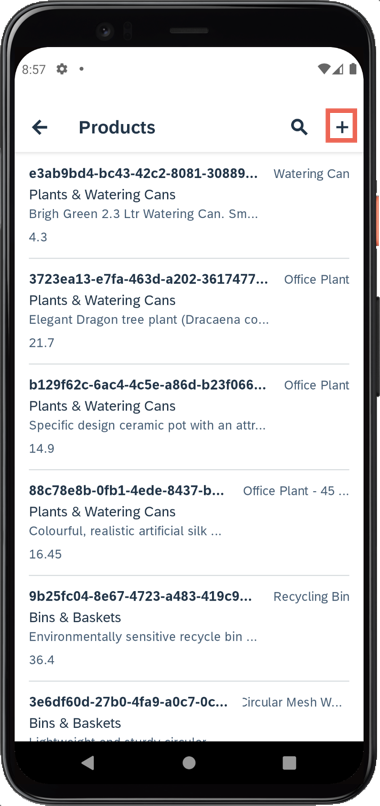 8:57
Products
e3ab9bd4-bc43-42c2-8081-30889... Watering Can
Plants & Watering Cans
Brigh Green 2.3 Ltr Watering Can. Sm...
4.3
3723ea13-e7fa-463d-a202-3617477... Office Plant
Plants & Watering Cans
Elegant Dragon tree plant (Dracaena co...
21.7
b129f62c-6ac4-4c5e-a86d-b23f066... Office Plant
Plants & Watering Cans
Specific design ceramic pot with an attr...
14.9
88c78e8b-0fb1-4ede-8437-b... Office Plant - 45 ...
Plants & Watering Cans
Colourful, realistic artificial silk ...
16.45
9b25fc04-8e67-4723-a483-419c9... Recycling Bin
Bins & Baskets
Environmentally sensitive recycle bin ...
36.4
3e6df60d-27b0-4fa9-a0c7-0c... Circular Mesh W...
Bins & Baskets
Lightweight and sturdy circular